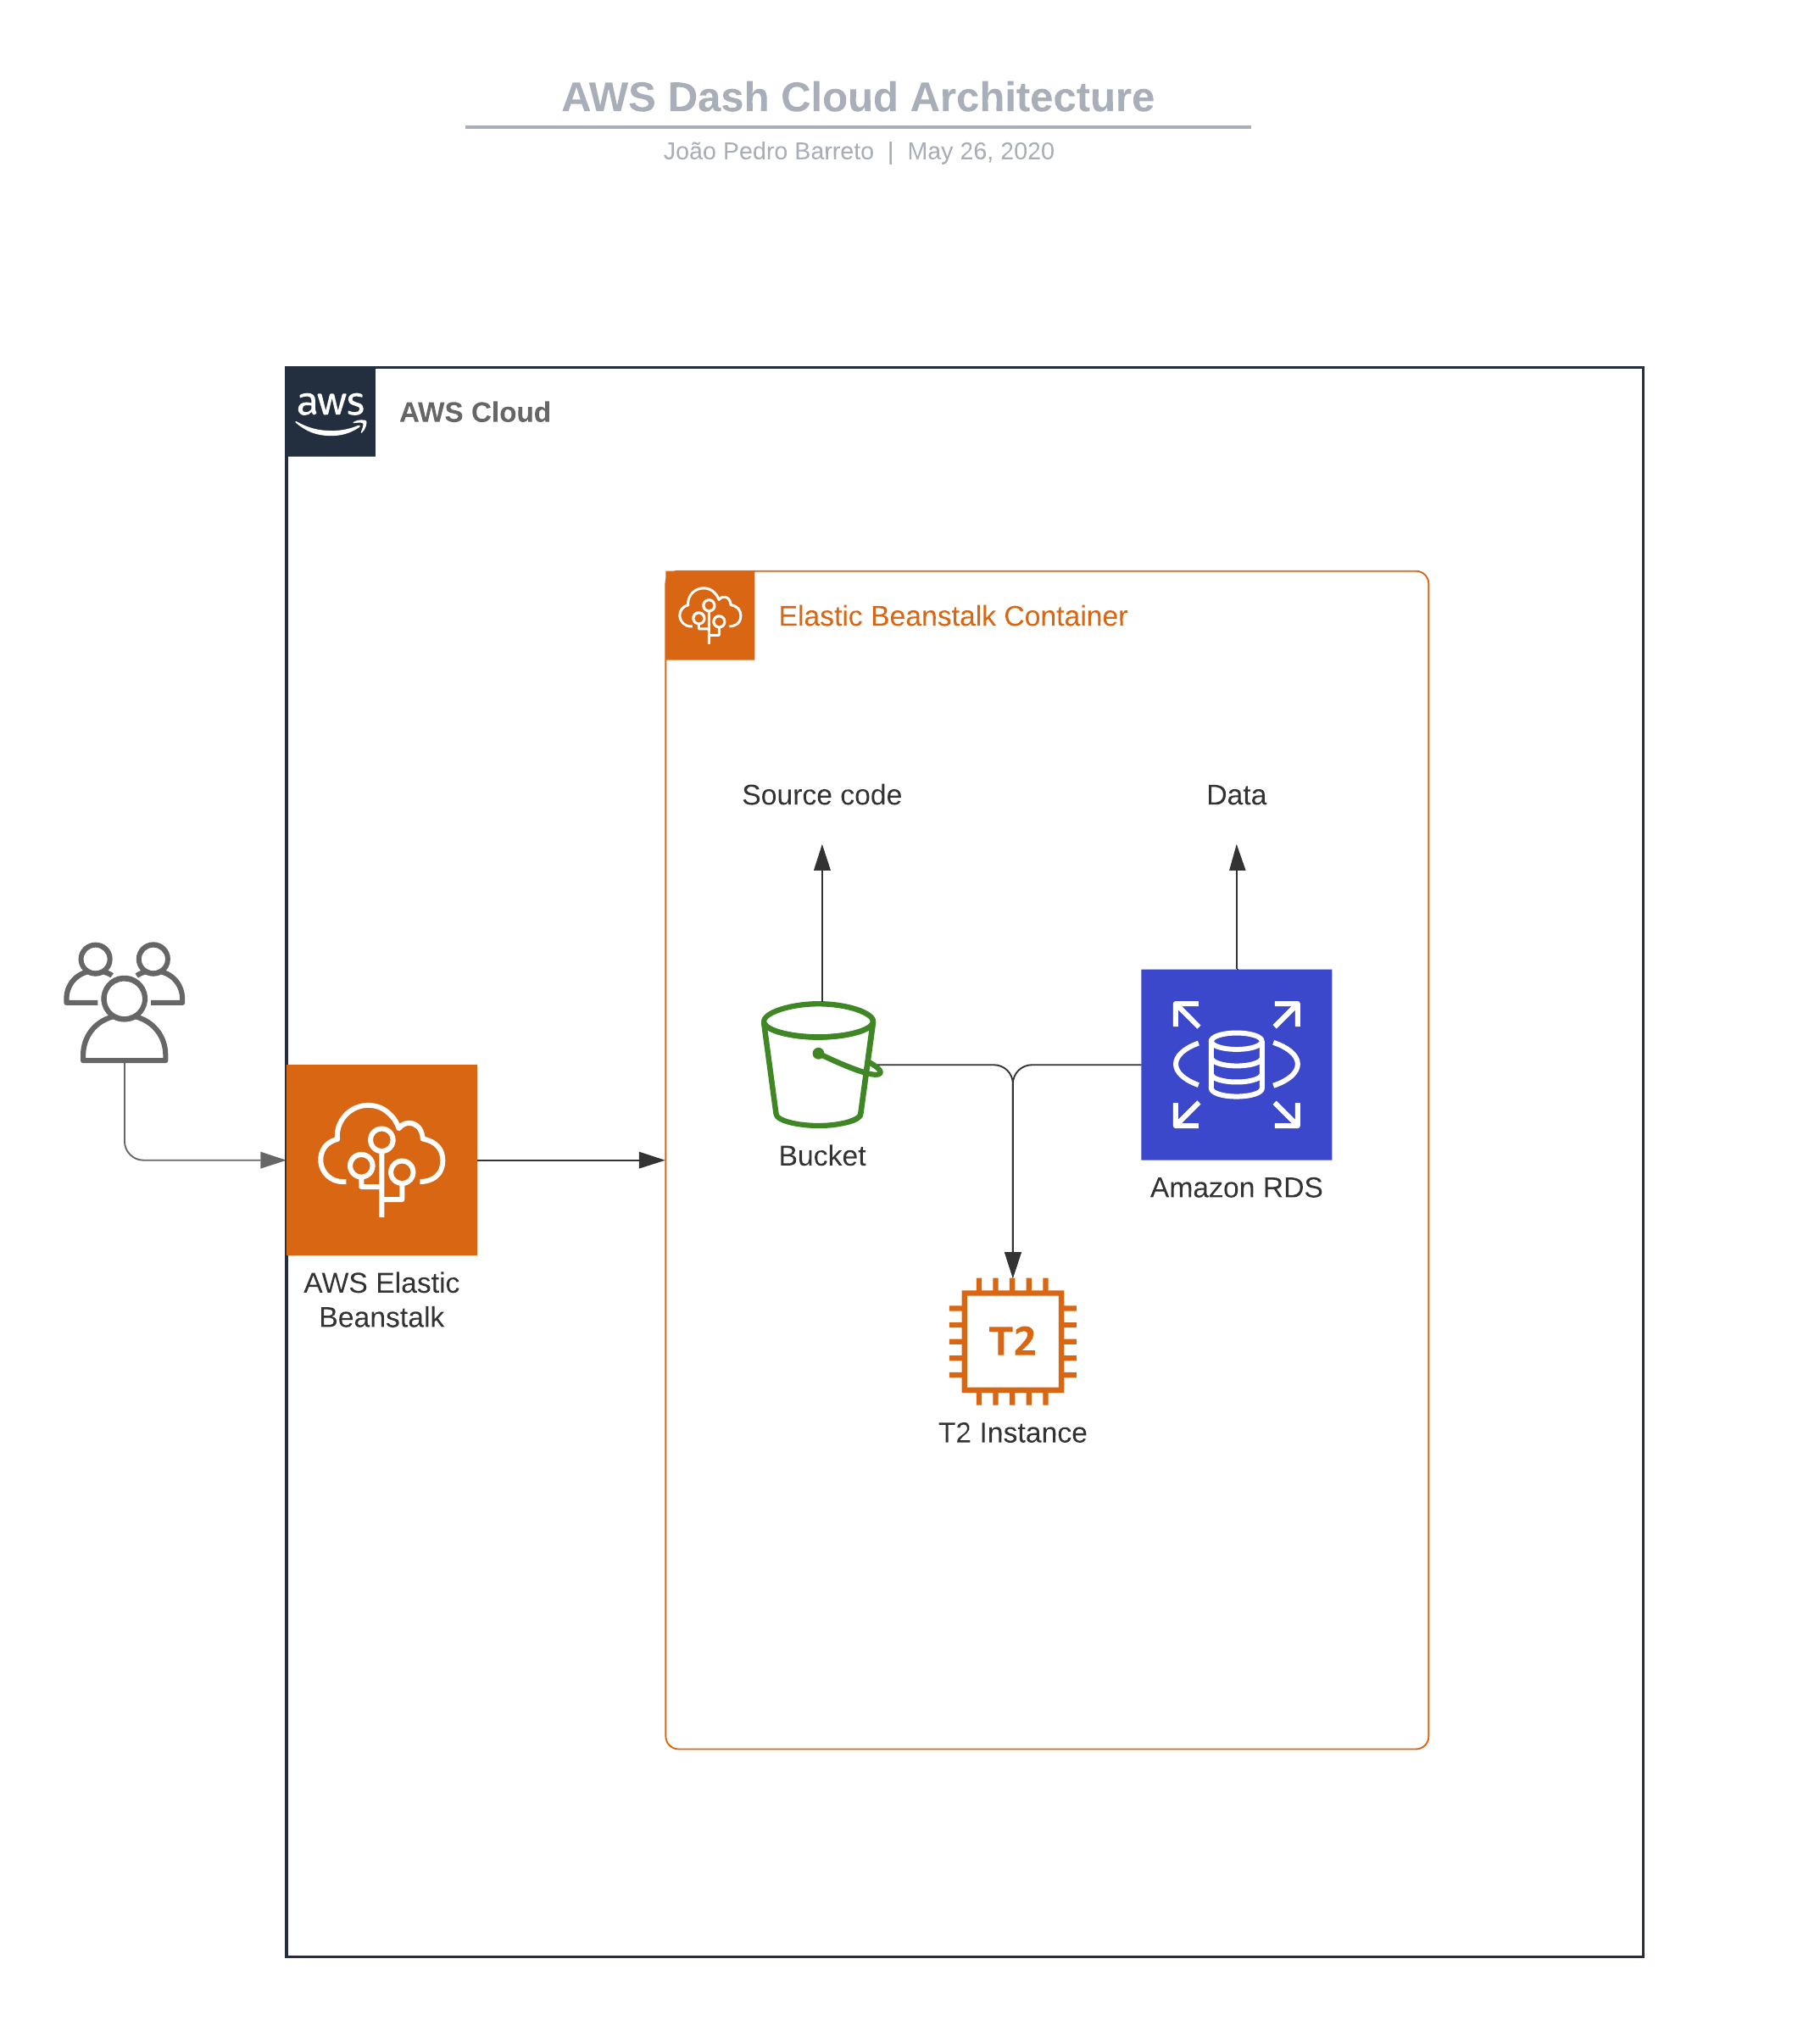 AWS Dash Cloud Architecture
João Pedro Barreto | May 26, 2020
aws
AWS Cloud
Elastic Beanstalk Container
Source code
Data
Bucket
Amazon RDS
AWS Elastic
Beanstalk
T2
T2 Instance